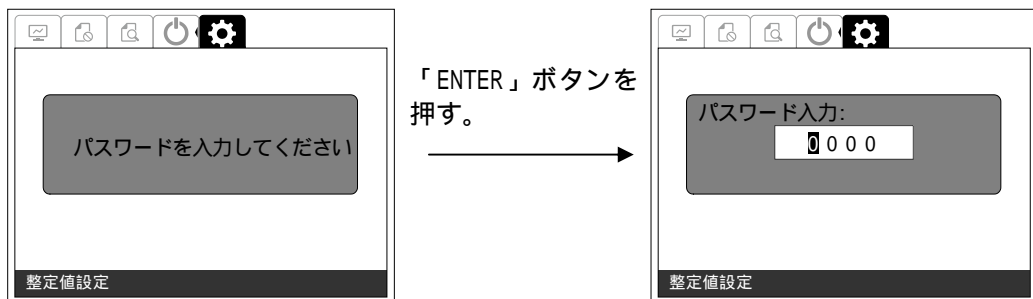 パスワードを入力してください
整定値設定
「ENTER」ボタンを
押す。
パスワード入力:
0000
整定値設定